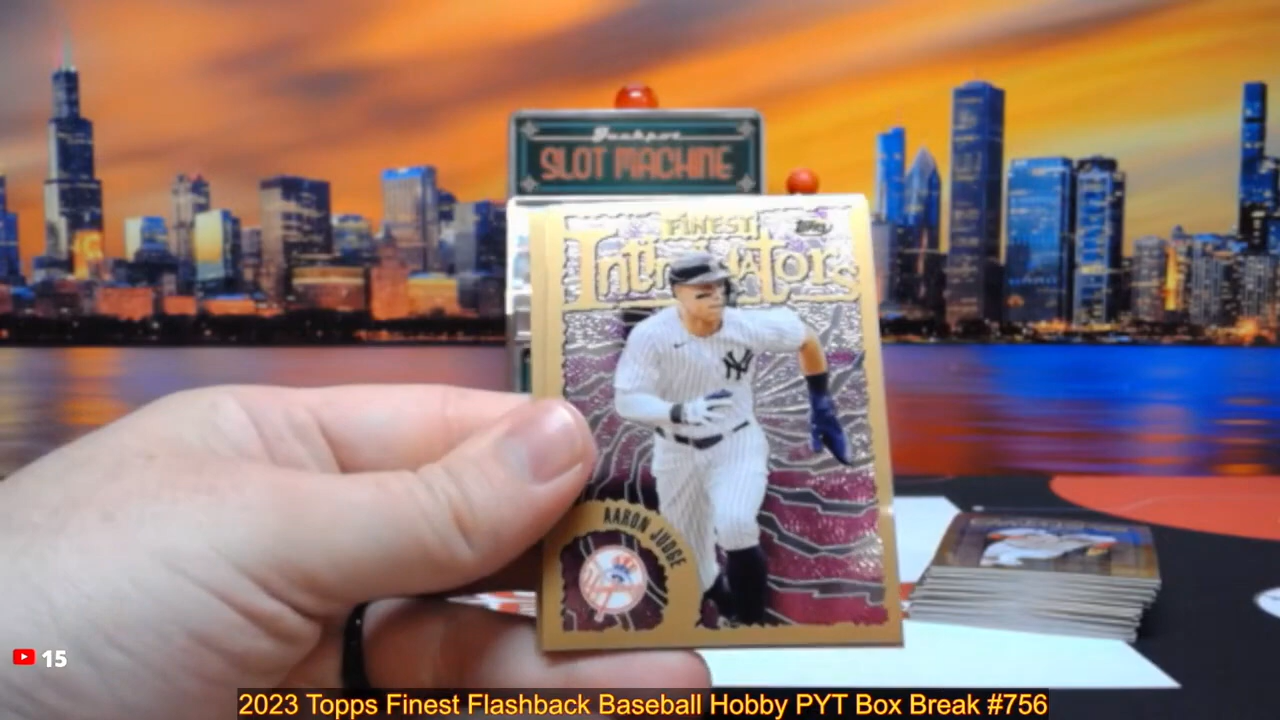 Jackpot
SLOT MACHINE
FINEST
Topps
Intimidators
NY
AARON JUDGE
15
2023 Topps Finest Flashback Baseball Hobby PYT Box Break #756